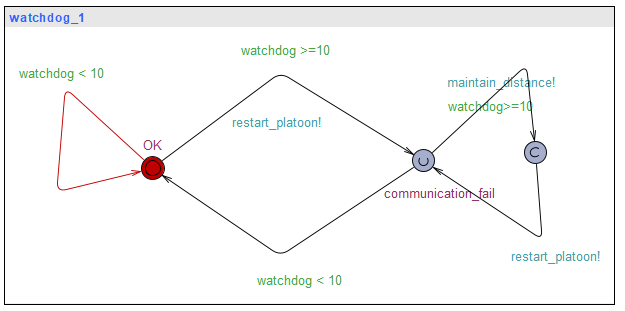 watchdog_1
watchdog >=10
watchdog < 10
maintain_distance!
watchdog>=10
restart_platoon!
OK
C
communication_fail
restart_platoon!
watchdog < 10